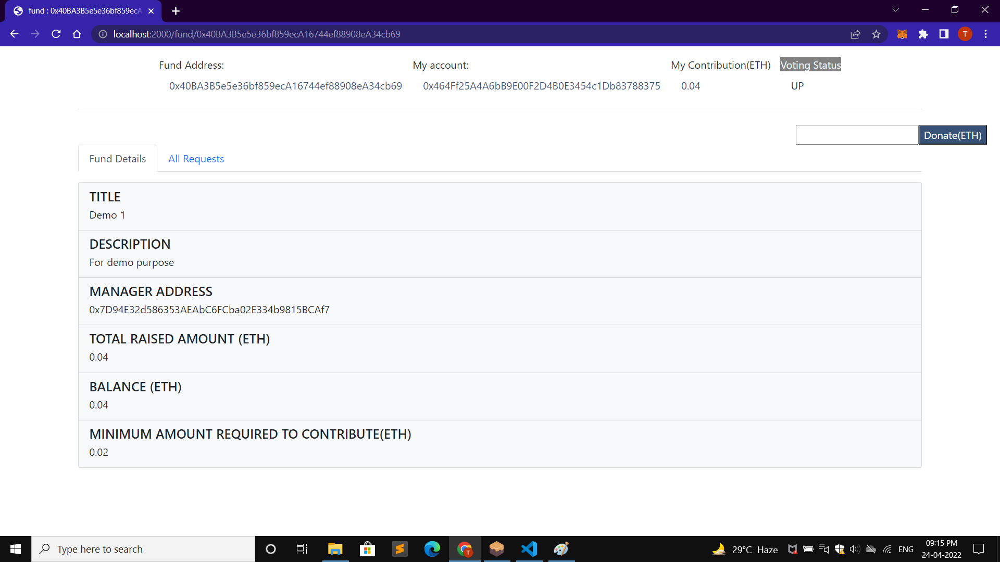 fund : 0x40BA3B5e5e36bf859ecA
localhost:2000/fund/0x40BA3B5e5e36bf859ecA16744ef88908eA34cb69
T
Fund Address: My account: My Contribution(ETH) Voting Status
0x40BA3B5e5e36bf859ecA16744ef88908eA34cb69 0x464Ff25A4A6bB9E00F2D4B0E3454c1Db83788375 0.04 UP
Donate(ETH)
Fund Details All Requests
TITLE
Demo 1
DESCRIPTION
For demo purpose
MANAGER ADDRESS
0x7D94E32d586353AEAbC6FCba02E334b9815BCAf7
TOTAL RAISED AMOUNT (ETH)
0.04
BALANCE (ETH)
0.04
MINIMUM AMOUNT REQUIRED TO CONTRIBUTE(ETH)
0.02
Type here to search T 29°C Haze ENG 09:15 PM
24-04-2022